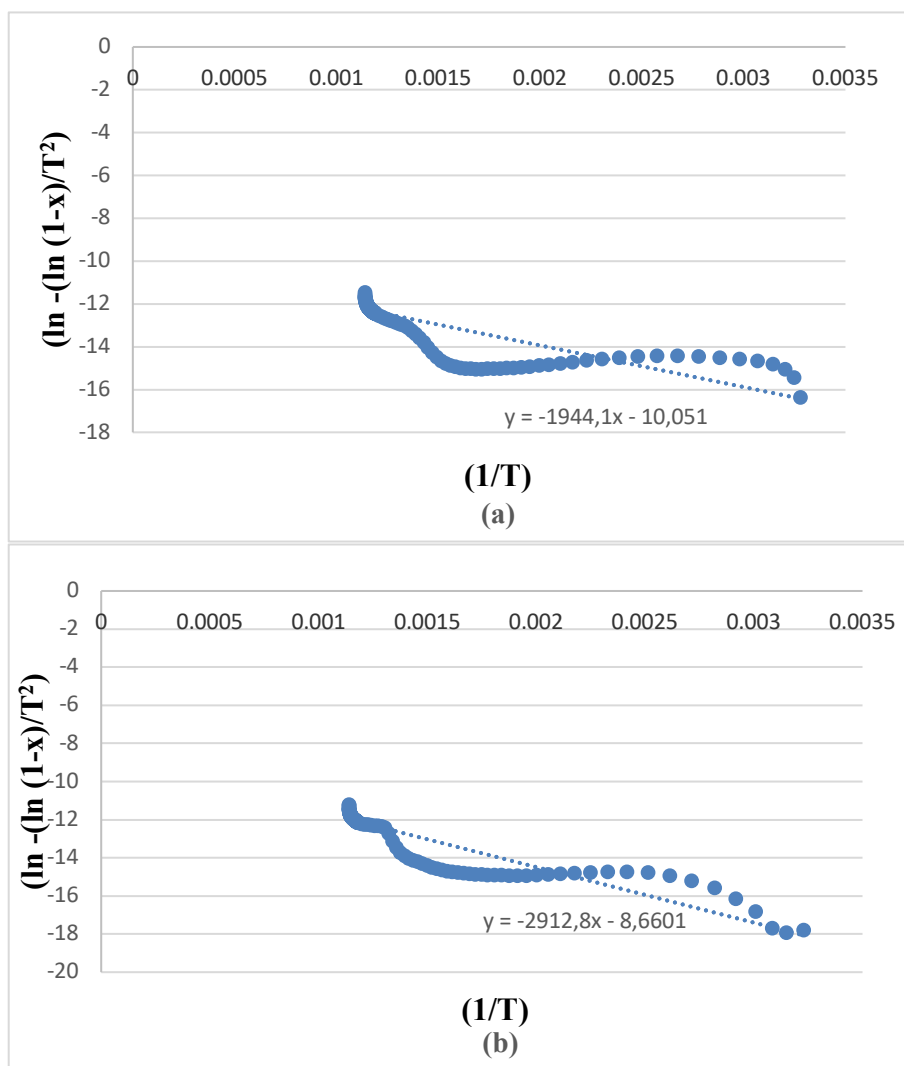 0
0 0.0005 0.001 0.0015 0.002 0.0025 0.003 0.0035
-2
-4
-6
-8
-10
-12
-14
-16
-18
(ln -(ln (1-x)/T²)
y = -1944,1x - 10,051
(1/T)
(a)
0
0 0.0005 0.001 0.0015 0.002 0.0025 0.003 0.0035
-2
-4
-6
-8
-10
-12
-14
-16
-18
-20
(ln -(ln (1-x)/T²)
y = -2912,8x - 8,6601
(1/T)
(b)